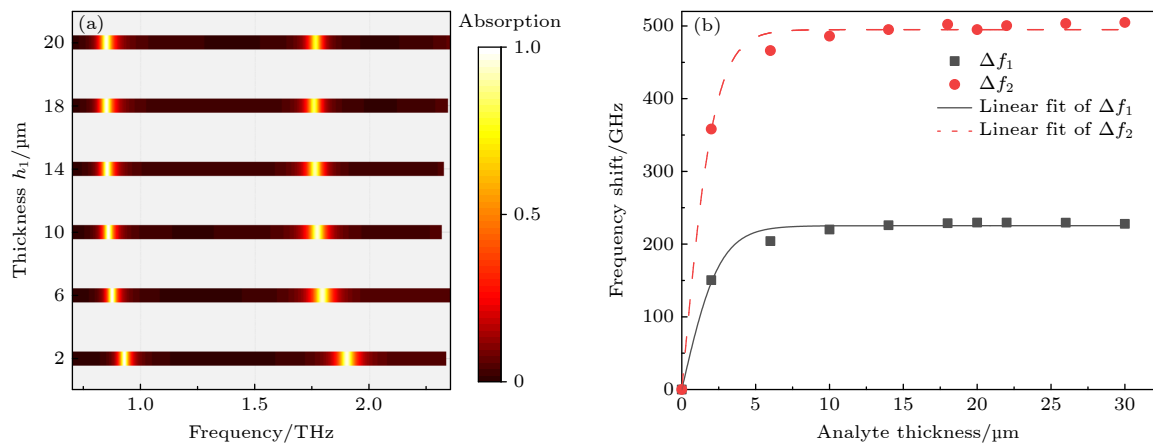 (a)
Absorption
1.0
0.5
0
20
18
14
10
6
2
Thickness h₁/μm
1.0
1.5
2.0
Frequency/THz
(b)
500
400
300
200
100
0
Frequency shift/GHz
Δf₁
Δf₂
Linear fit of Δf₁
Linear fit of Δf₂
0
5
10
15
20
25
30
Analyte thickness/μm